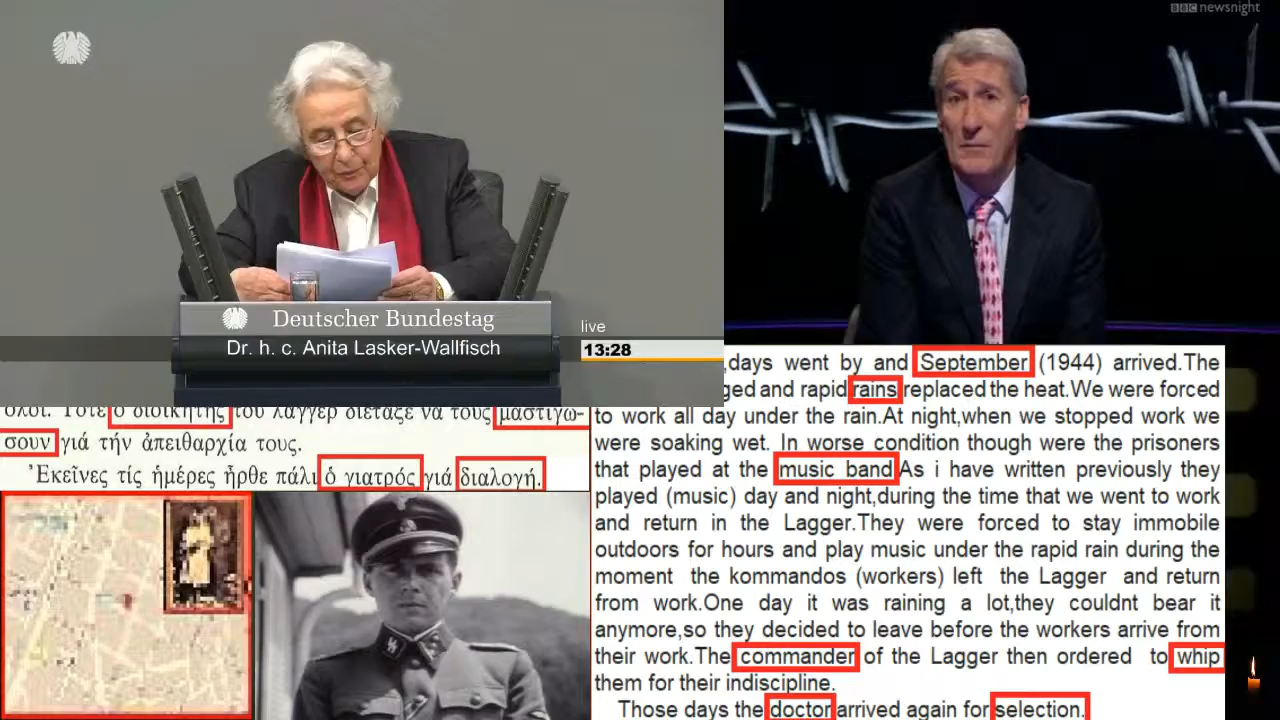 BBC newsnight
Deutscher Bundestag
Dr. h. c. Anita Lasker-Wallfisch
live
13:28
,days went by and September (1944) arrived.The
ged and rapid rains replaced the heat.We were forced
to work all day under the rain.At night,when we stopped work we
were soaking wet. In worse condition though were the prisoners
that played at the music band As i have written previously they
played (music) day and night,during the time that we went to work
and return in the Lagger.They were forced to stay immobile
outdoors for hours and play music under the rapid rain during the
moment the kommandos (workers) left the Lagger and return
from work.One day it was raining a lot,they couldnt bear it
anymore,so they decided to leave before the workers arrive from
their work.The commander of the Lagger then ordered to whip
them for their indiscipline.
Those days the doctor arrived again for selection.
ὅλοι. Τότε ὁ διοικητής τοῦ λάγγερ διέταξε νά τούς μαστιγώ-
σουν γιά τήν ἀπειθαρχία τους.
Ἐκεῖνες τίς ἡμέρες ἦρθε πάλι ὁ γιατρός γιά διαλογή.